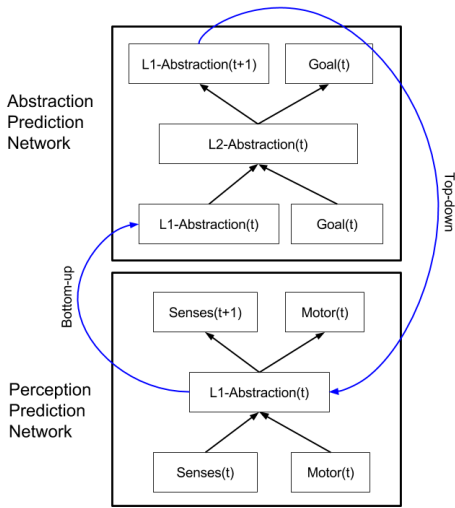 L1-Abstraction(t+1)
Goal(t)
Abstraction
Prediction
Network
L2-Abstraction(t)
L1-Abstraction(t)
Goal(t)
Top-down
Bottom-up
Senses(t+1)
Motor(t)
Perception
Prediction
Network
L1-Abstraction(t)
Senses(t)
Motor(t)